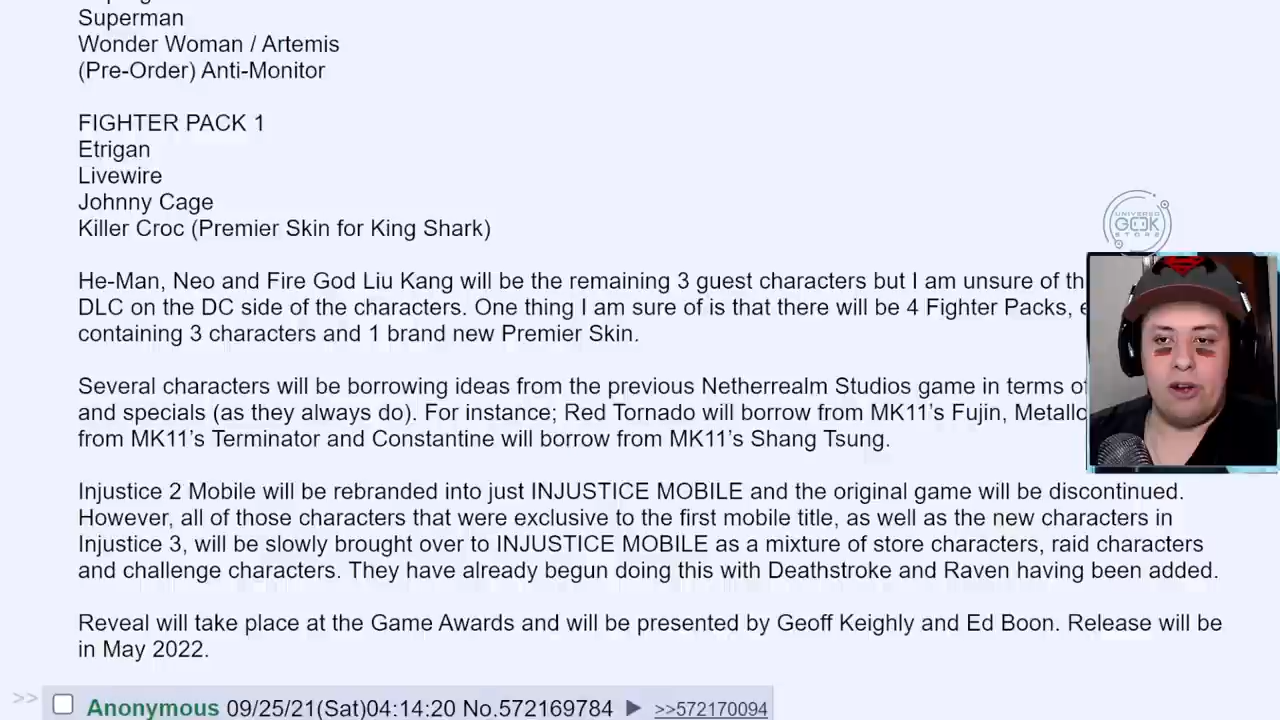 Superman
Wonder Woman / Artemis
(Pre-Order) Anti-Monitor
FIGHTER PACK 1
Etrigan
Livewire
Johnny Cage
Killer Croc (Premier Skin for King Shark)
He-Man, Neo and Fire God Liu Kang will be the remaining 3 guest characters but I am unsure of th
DLC on the DC side of the characters. One thing I am sure of is that there will be 4 Fighter Packs, e
containing 3 characters and 1 brand new Premier Skin.
Several characters will be borrowing ideas from the previous Netherrealm Studios game in terms of
and specials (as they always do). For instance; Red Tornado will borrow from MK11's Fujin, Metallo
from MK11's Terminator and Constantine will borrow from MK11's Shang Tsung.
Injustice 2 Mobile will be rebranded into just INJUSTICE MOBILE and the original game will be discontinued.
However, all of those characters that were exclusive to the first mobile title, as well as the new characters in
Injustice 3, will be slowly brought over to INJUSTICE MOBILE as a mixture of store characters, raid characters
and challenge characters. They have already begun doing this with Deathstroke and Raven having been added.
Reveal will take place at the Game Awards and will be presented by Geoff Keighly and Ed Boon. Release will be
in May 2022.
>> Anonymous 09/25/21(Sat)04:14:20 No.572169784 ▶ >>572170094
UNIVERSO
GEEK
STORE